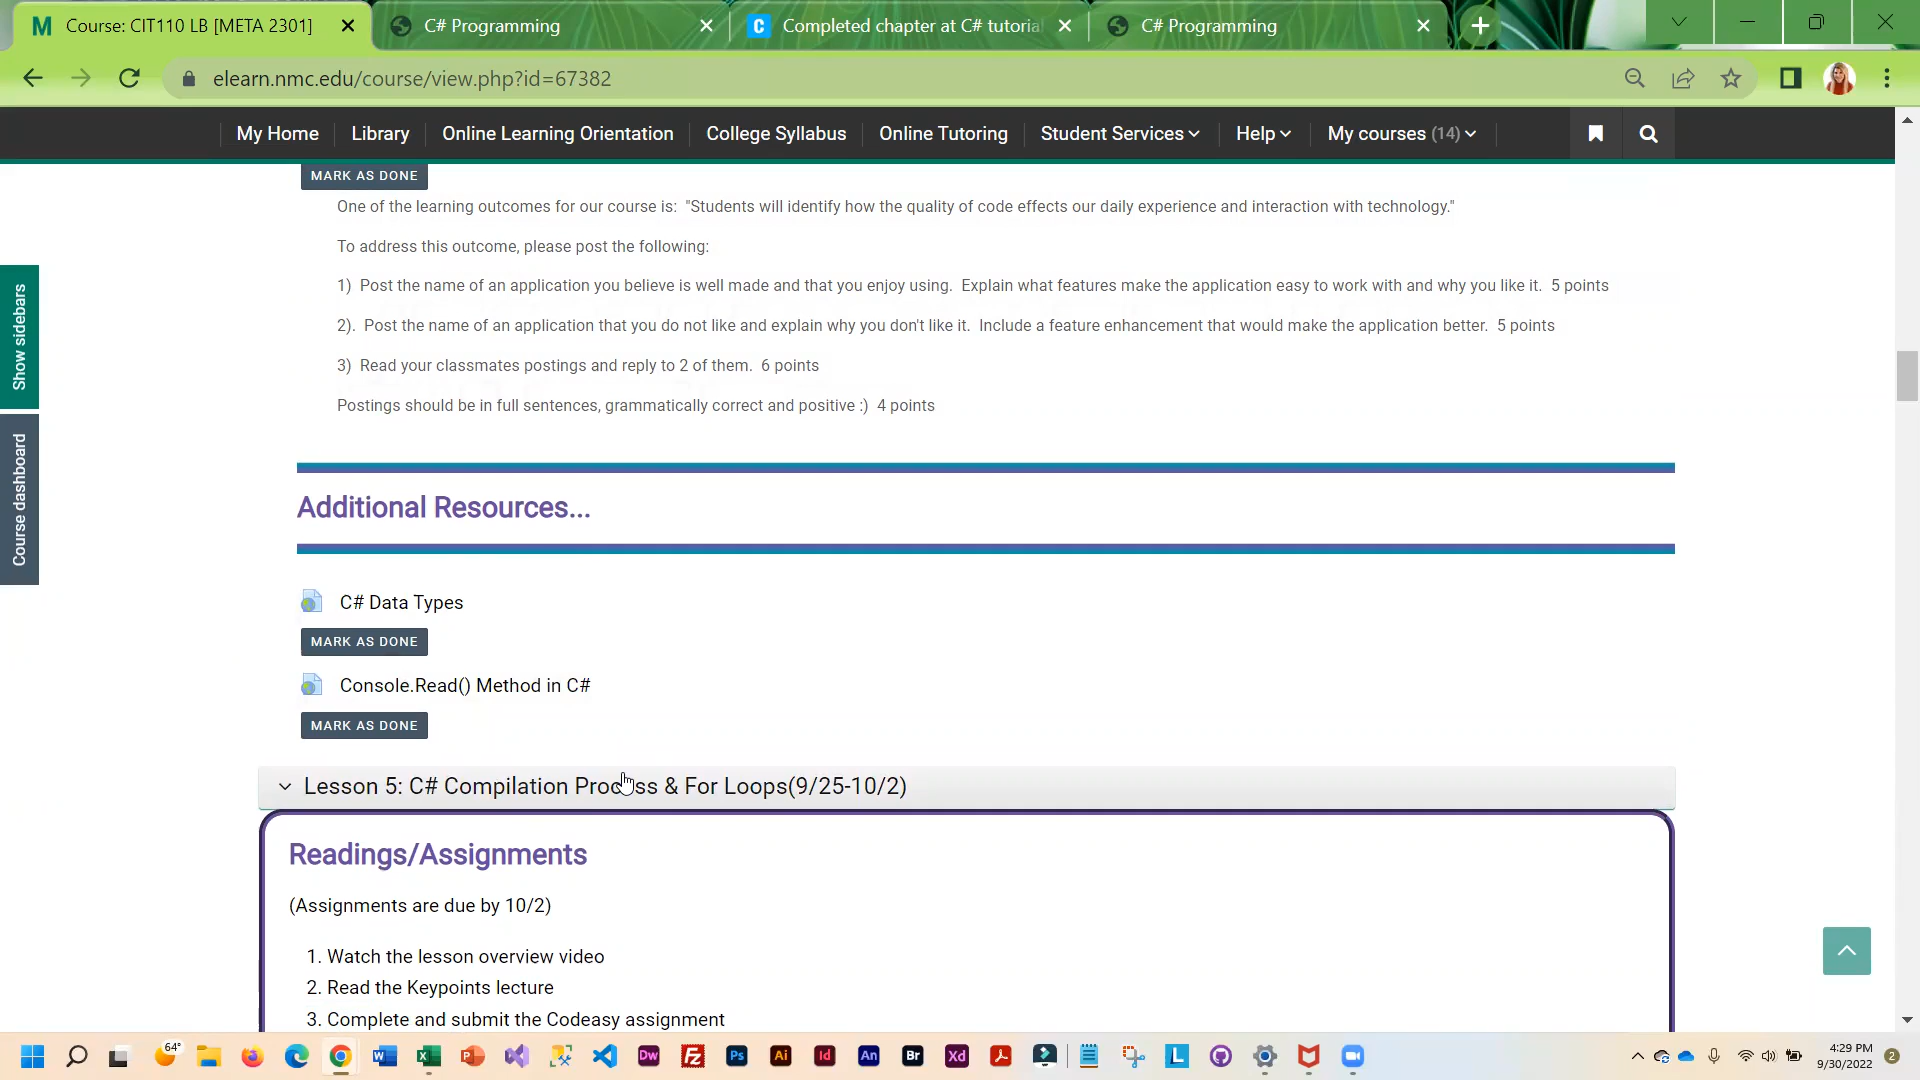 Course: CIT110 LB [META 2301]
C# Programming
Completed chapter at C# tutorial
C# Programming
elearn.nmc.edu/course/view.php?id=67382
My Home
Library
Online Learning Orientation
College Syllabus
Online Tutoring
Student Services
Help
My courses (14)
Show sidebars
Course dashboard
MARK AS DONE
One of the learning outcomes for our course is: "Students will identify how the quality of code effects our daily experience and interaction with technology."
To address this outcome, please post the following:
1) Post the name of an application you believe is well made and that you enjoy using. Explain what features make the application easy to work with and why you like it. 5 points
2). Post the name of an application that you do not like and explain why you don't like it. Include a feature enhancement that would make the application better. 5 points
3) Read your classmates postings and reply to 2 of them. 6 points
Postings should be in full sentences, grammatically correct and positive :) 4 points
Additional Resources...
C# Data Types
MARK AS DONE
Console.Read() Method in C#
MARK AS DONE
Lesson 5: C# Compilation Process & For Loops(9/25-10/2)
Readings/Assignments
(Assignments are due by 10/2)
1. Watch the lesson overview video
2. Read the Keypoints lecture
3. Complete and submit the Codeasy assignment
64°
Dw
Ps
Ai
Id
An
Br
Xd
L
4:29 PM
9/30/2022
2